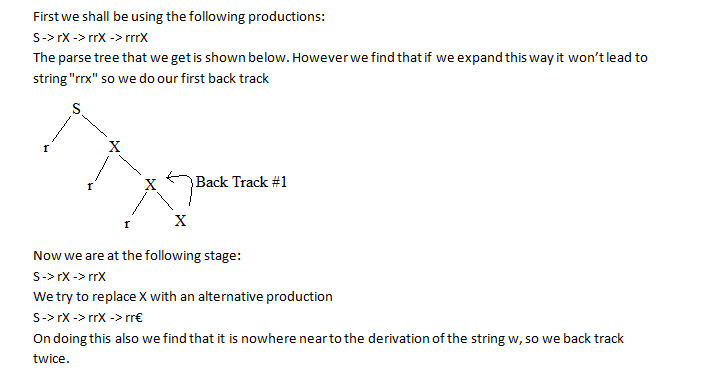 First we shall be using the following productions:
S-> rX -> rrX -> rrrX
The parse tree that we get is shown below. However we find that if we expand this way it won't lead to
string "rrx" so we do our first back track
S
r X
r X Back Track #1
r X
Now we are at the following stage:
S-> rX -> rrX
We try to replace X with an alternative production
S-> rX -> rrX -> rr€
On doing this also we find that it is nowhere near to the derivation of the string w, so we back track
twice.